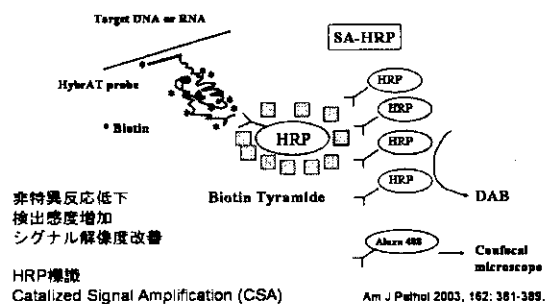 Target DNA or RNA
SA-HRP
HybrAT probe
* Biotin
HRP
HRP
HRP
HRP
HRP
Biotin Tyramide
DAB
非特異反応低下
検出感度増加
シグナル解像度改善
Alexa 488
Confocal
microscope
HRP標識
Catalized Signal Amplification (CSA)
Am J Pathol 2003, 162: 381-389.